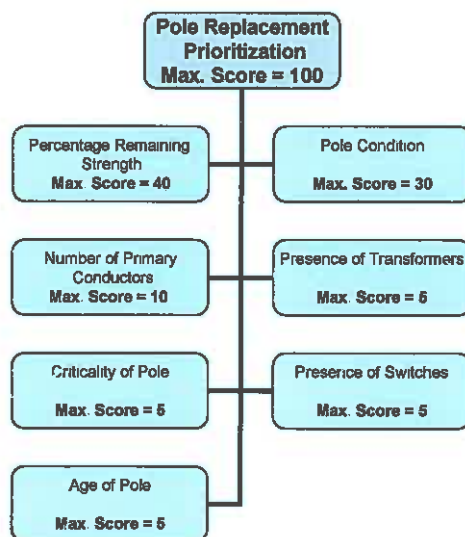 Pole Replacement
Prioritization
Max. Score = 100
Percentage Remaining
Strength
Max. Score = 40
Pole Condition
Max. Score = 30
Number of Primary
Conductors
Max. Score = 10
Presence of Transformers
Max. Score = 5
Criticality of Pole
Max. Score = 5
Presence of Switches
Max. Score = 5
Age of Pole
Max. Score = 5